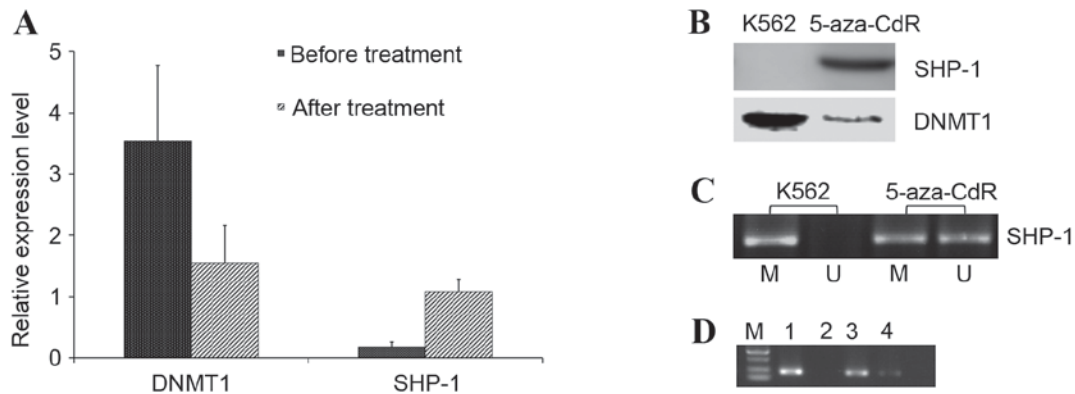 A
Relative expression level
5
4
3
2
1
0
Before treatment
After treatment
DNMT1 SHP-1
B
K562 5-aza-CdR
SHP-1
DNMT1
C
K562 5-aza-CdR
SHP-1
M U M U
D
M 1 2 3 4